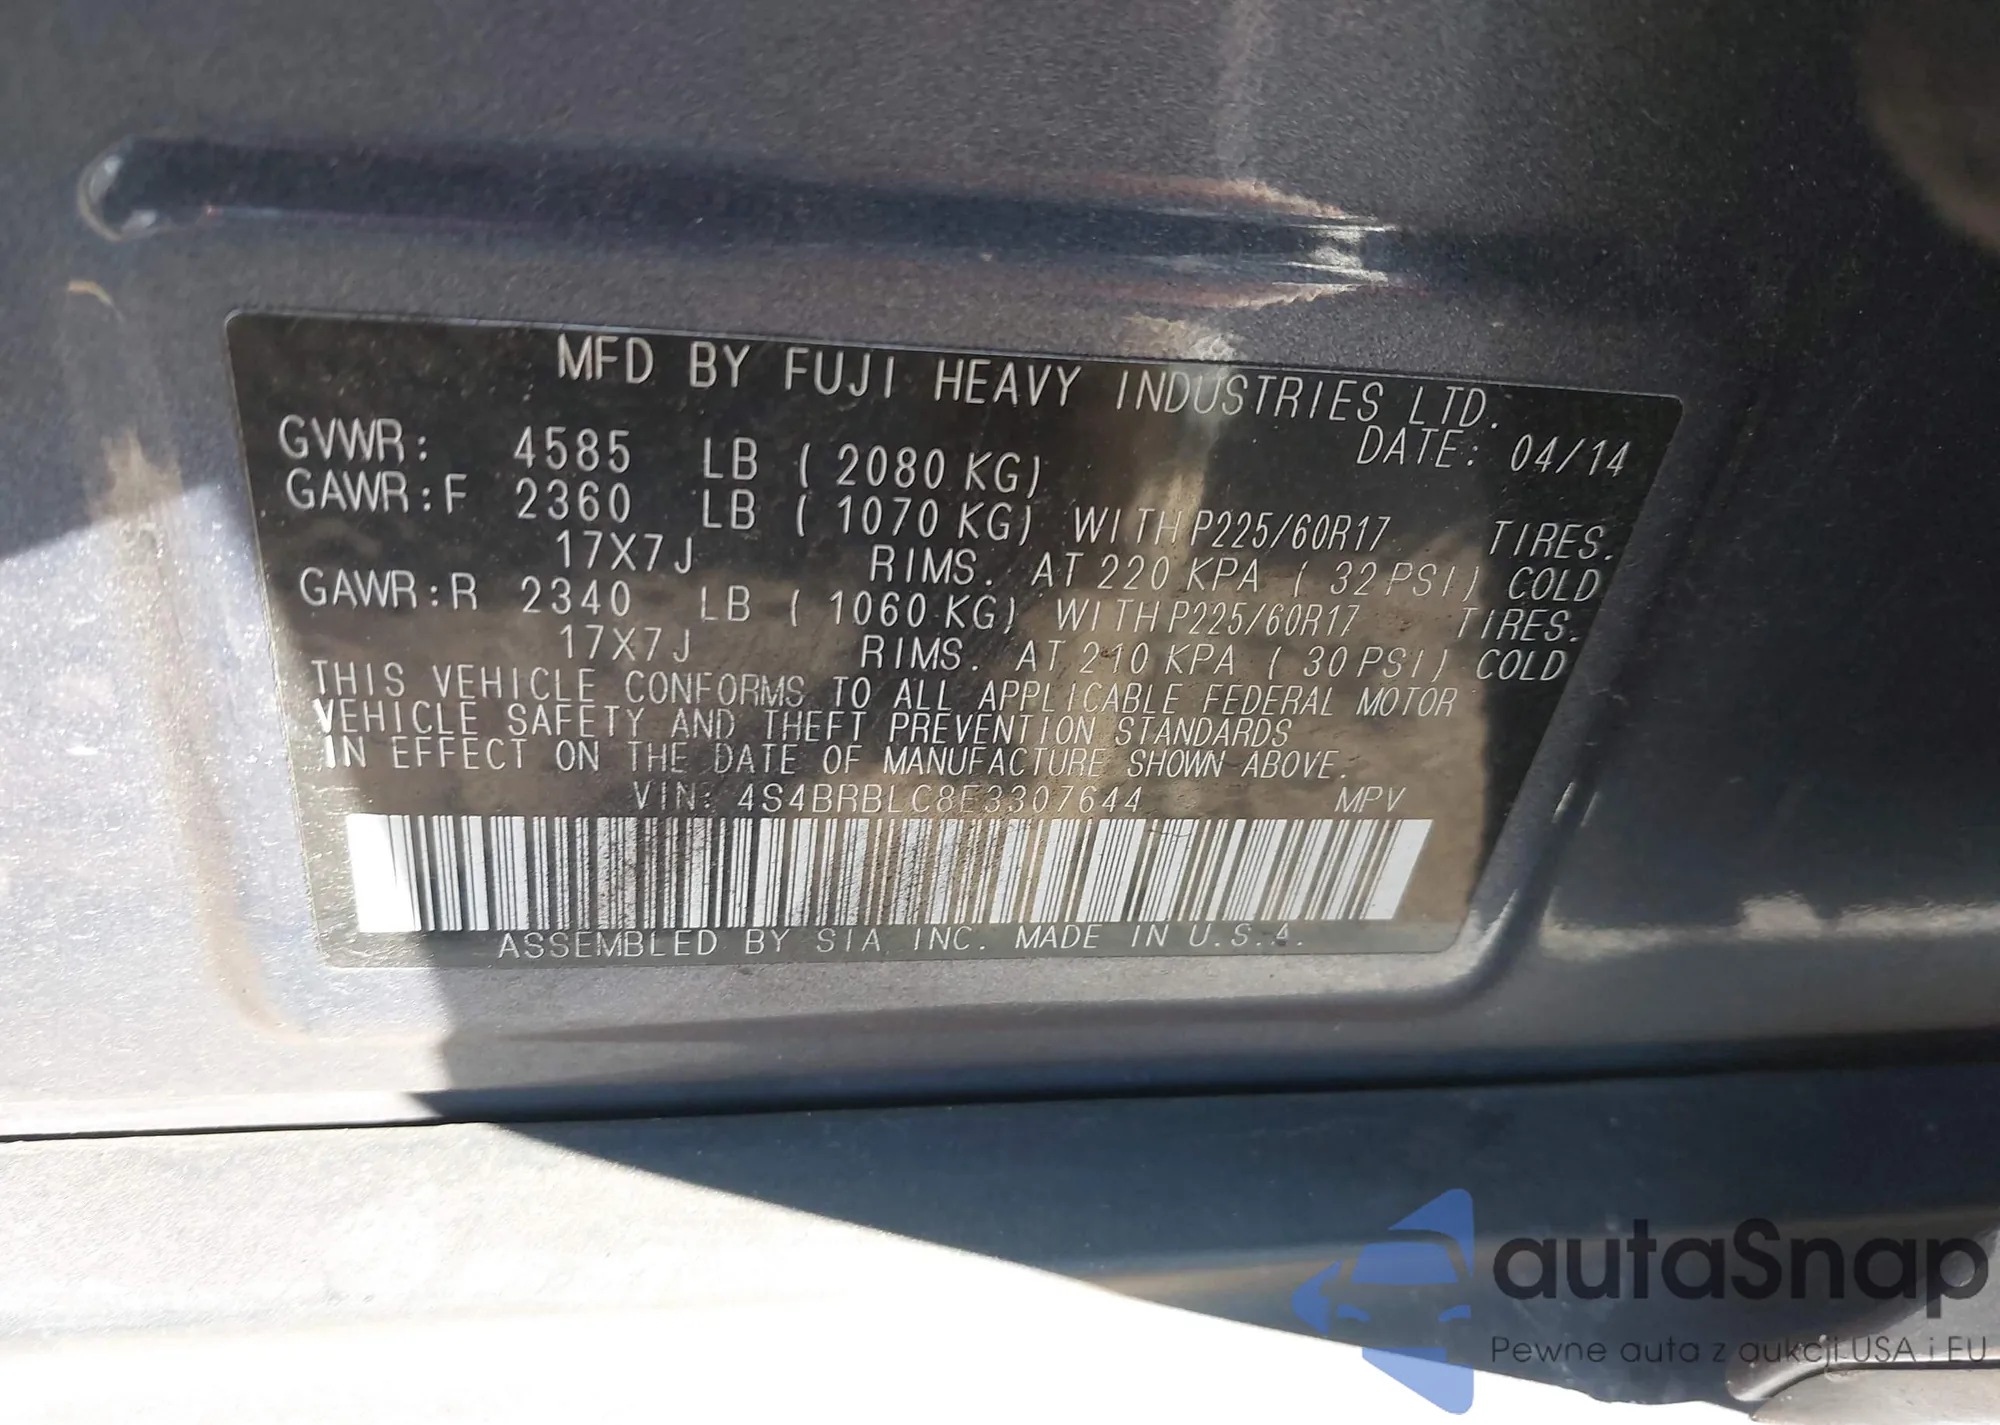 MFD BY FUJI HEAVY INDUSTRIES LTD.
DATE: 04/14
GVWR: 4585 LB ( 2080 KG)
GAWR:F 2360 LB ( 1070 KG) WITH P225/60R17 TIRES.
17X7J RIMS. AT 220 KPA ( 32 PSI) COLD
GAWR:R 2340 LB ( 1060 KG) WITH P225/60R17 TIRES.
17X7J RIMS. AT 210 KPA ( 30 PSI) COLD
THIS VEHICLE CONFORMS TO ALL APPLICABLE FEDERAL MOTOR
VEHICLE SAFETY AND THEFT PREVENTION STANDARDS
IN EFFECT ON THE DATE OF MANUFACTURE SHOWN ABOVE.
VIN: 4S4BRBLC8E3307644 MPV
ASSEMBLED BY SIA, INC. MADE IN U.S.A.
autaSnap
Pewne auta z aukcji USA i EU